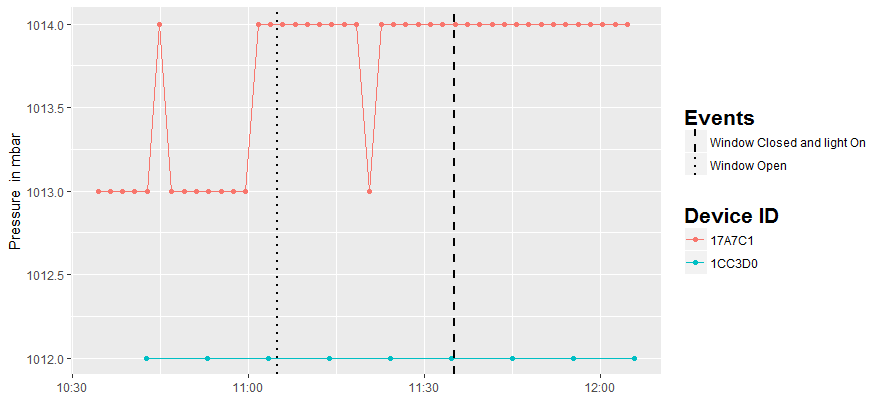 1014.0
1013.5
1013.0
1012.5
1012.0
Pressure  in mbar
10:30
11:00
11:30
12:00
Events
Window Closed and light On
Window Open
Device ID
17A7C1
1CC3D0